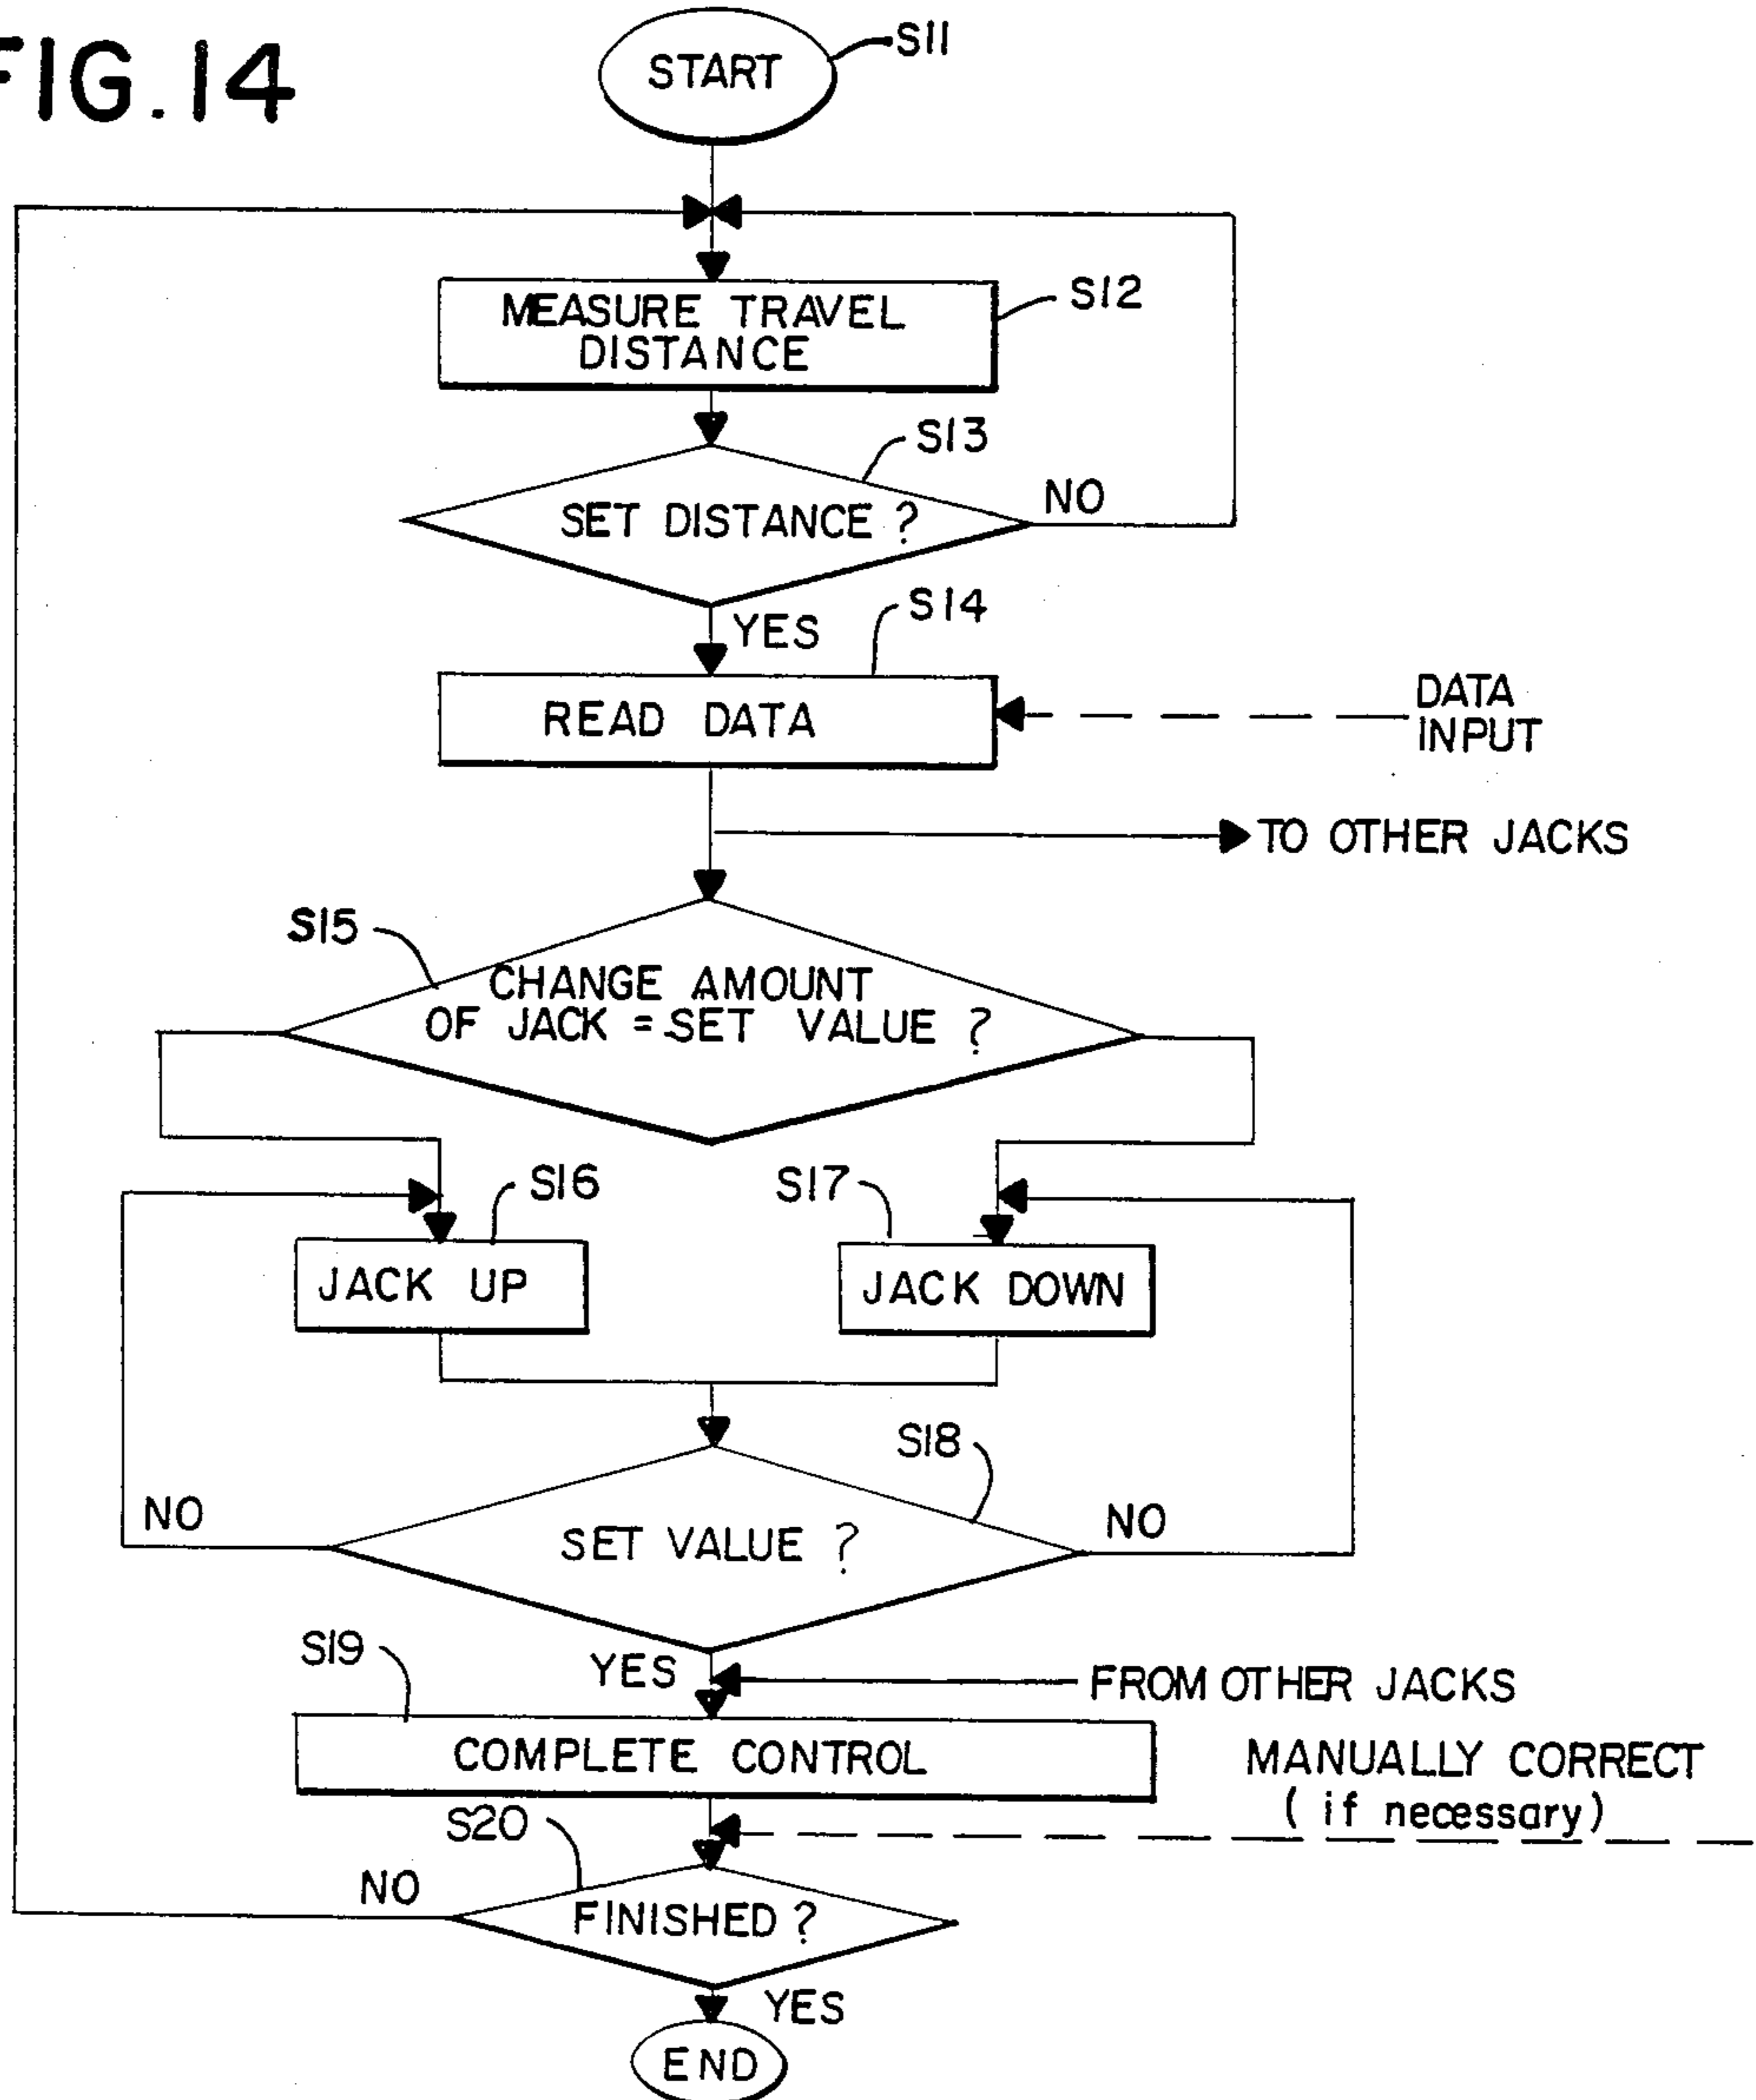 FIG. 14
START
S11
MEASURE TRAVEL
DISTANCE
S12
S13
SET DISTANCE ?
NO
YES
S14
READ DATA
DATA
INPUT
TO OTHER JACKS
S15
CHANGE AMOUNT
OF JACK = SET VALUE ?
S16
S17
JACK UP
JACK DOWN
S18
NO
SET VALUE ?
NO
S19
YES
FROM OTHER JACKS
COMPLETE CONTROL
MANUALLY CORRECT
( if necessary)
S20
NO
FINISHED ?
YES
END